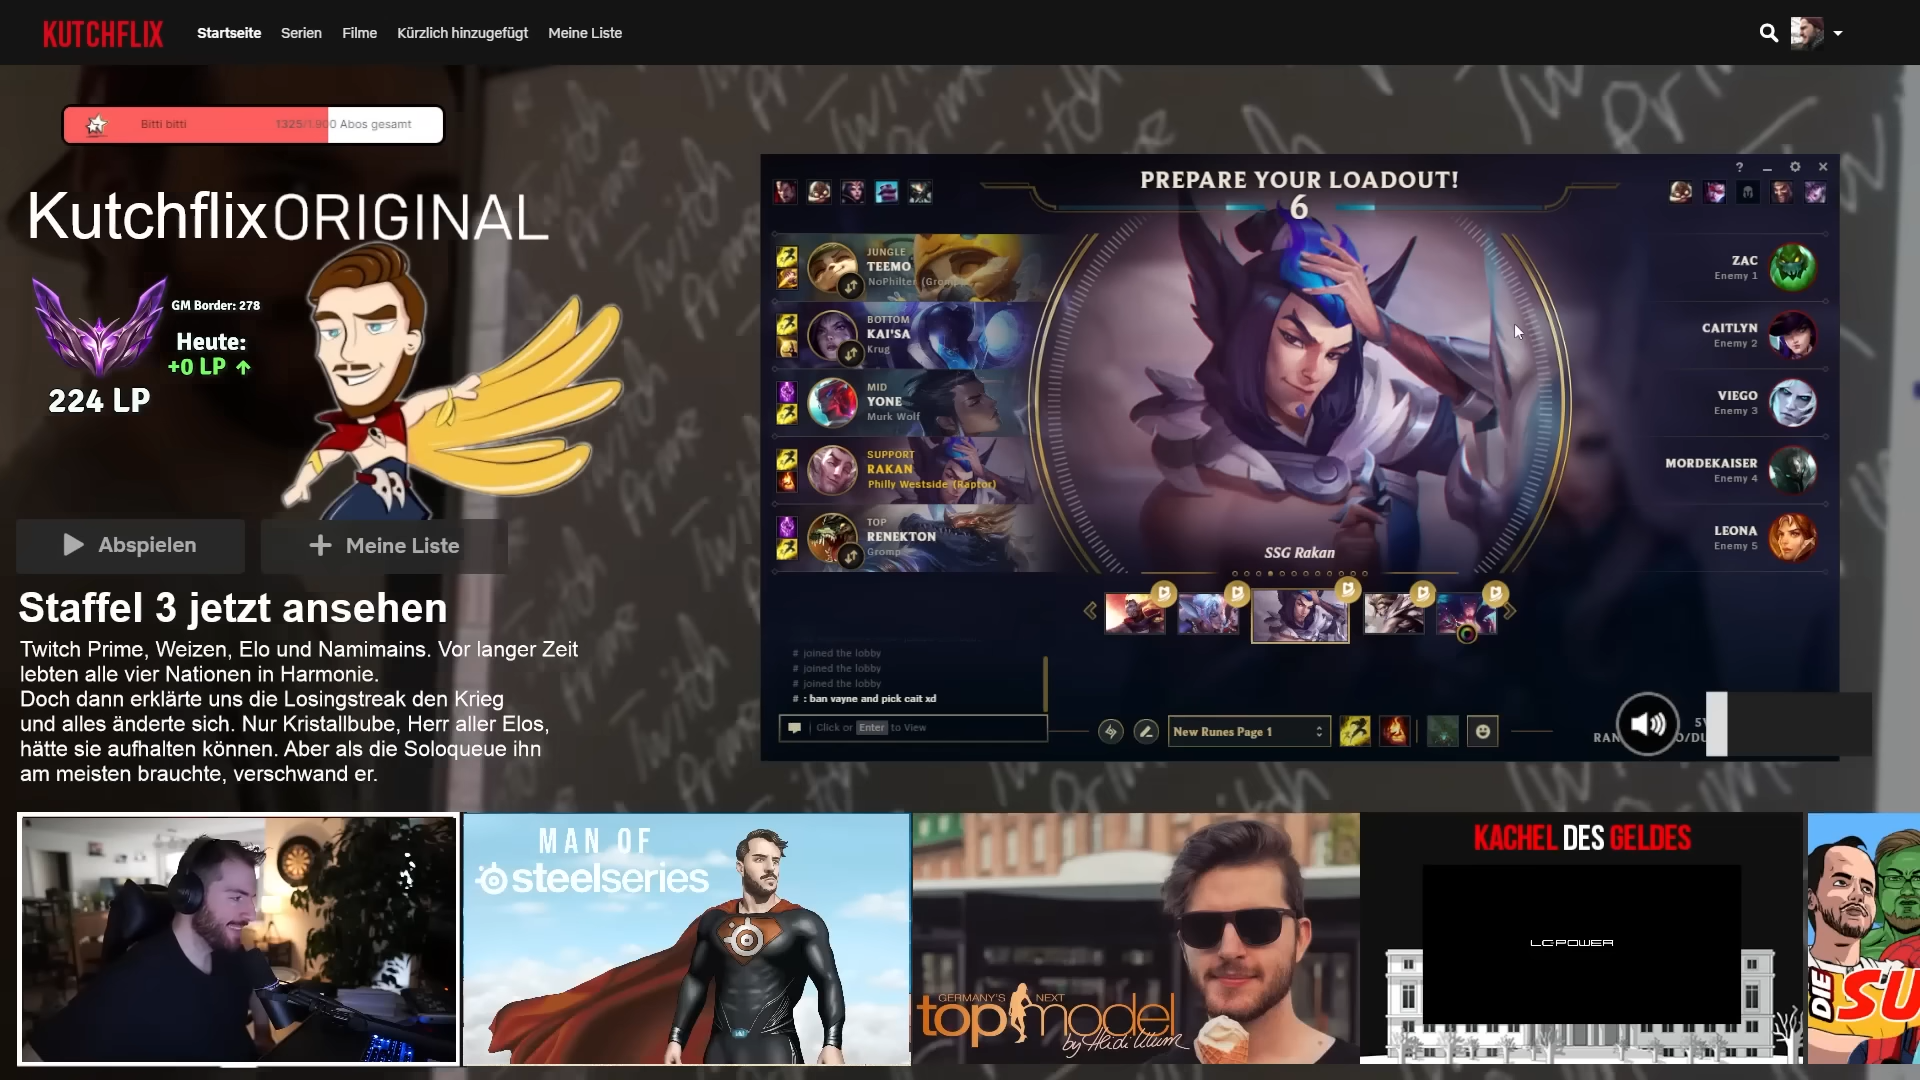 KUTCHFLIX
Startseite
Serien
Filme
Kürzlich hinzugefügt
Meine Liste
Bitti bitti
1325/1.900 Abos gesamt
KutchflixORIGINAL
GM Border: 278
Heute:
+0 LP ↑
224 LP
Abspielen
Meine Liste
Staffel 3 jetzt ansehen
Twitch Prime, Weizen, Elo und Namimains. Vor langer Zeit
lebten alle vier Nationen in Harmonie.
Doch dann erklärte uns die Losingstreak den Krieg
und alles änderte sich. Nur Kristallbube, Herr aller Elos,
hätte sie aufhalten können. Aber als die Soloqueue ihn
am meisten brauchte, verschwand er.
PREPARE YOUR LOADOUT!
6
JUNGLE
TEEMO
NoPhilter (Gromp)
BOTTOM
KAI'SA
Krug
MID
YONE
Murk Wolf
SUPPORT
RAKAN
Philly Westside (Raptor)
TOP
RENEKTON
Gromp
ZAC
Enemy 1
CAITLYN
Enemy 2
VIEGO
Enemy 3
MORDEKAISER
Enemy 4
LEONA
Enemy 5
SSG Rakan
# joined the lobby
# joined the lobby
# joined the lobby
# : ban vayne and pick cait xd
Click or Enter to View
New Runes Page 1
MAN OF
steelseries
GERMANY'S NEXT
topmodel
by Heidi Klum
KACHEL DES GELDES
LC-POWER
DIE
SU